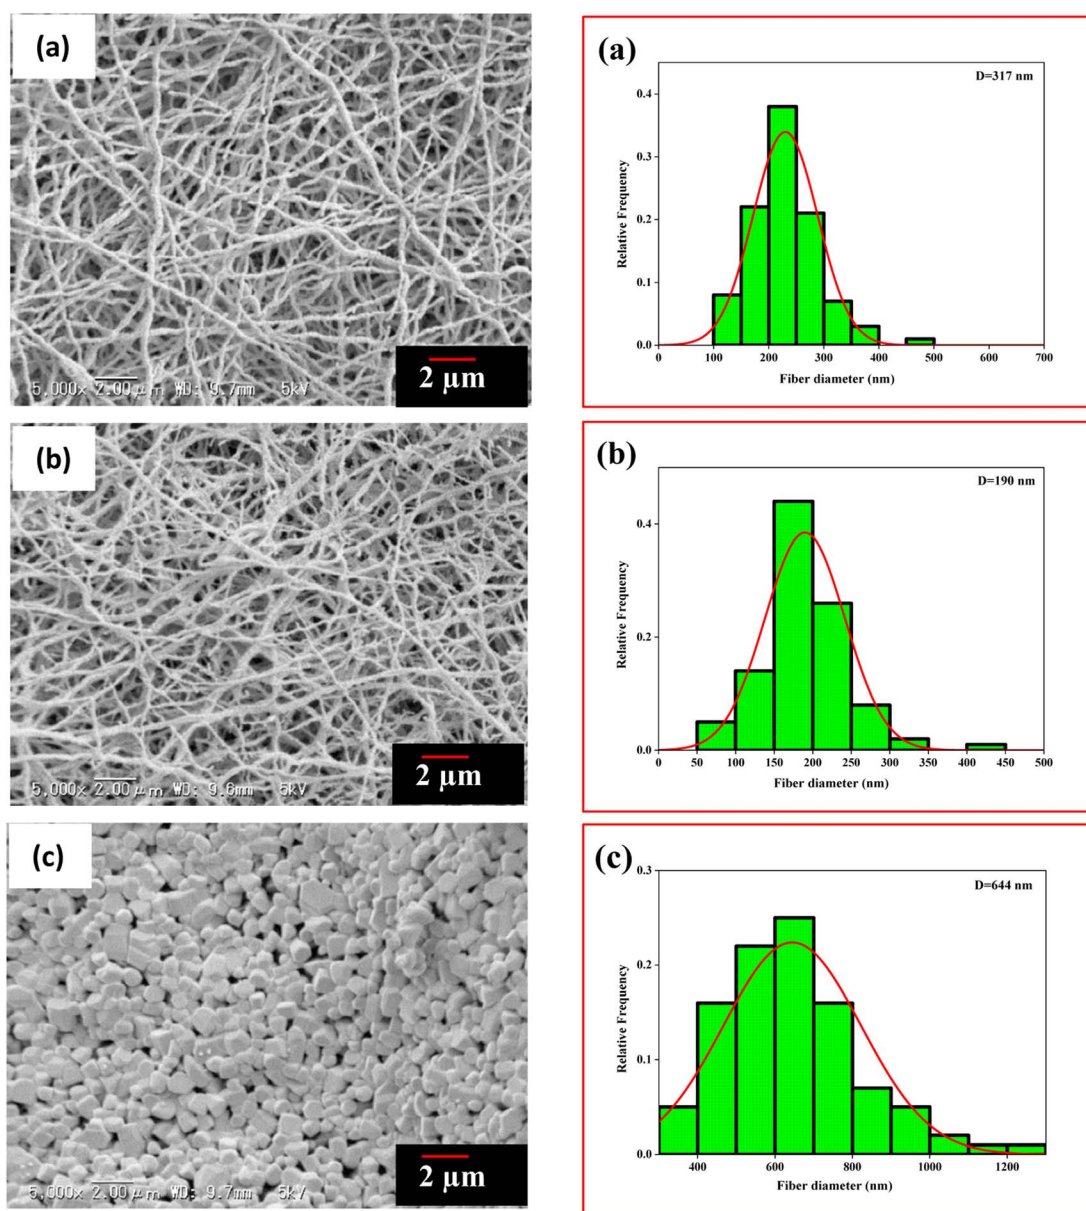 (a)
5,000x 2.00μm WD: 9.7mm 5kV
2 μm
(a)
D=317 nm
Relative Frequency
0.4
0.3
0.2
0.1
0.0
0 100 200 300 400 500 600 700
Fiber diameter (nm)
(b)
5,000x 2.00μm WD: 9.6mm 5kV
2 μm
(b)
D=190 nm
Relative Frequency
0.4
0.2
0.0
0 50 100 150 200 250 300 350 400 450 500
Fiber diameter (nm)
(c)
5,000x 2.00μm WD: 9.7mm 5kV
2 μm
(c)
D=644 nm
Relative Frequency
0.3
0.2
0.1
0.0
400 600 800 1000 1200
Fiber diameter (nm)